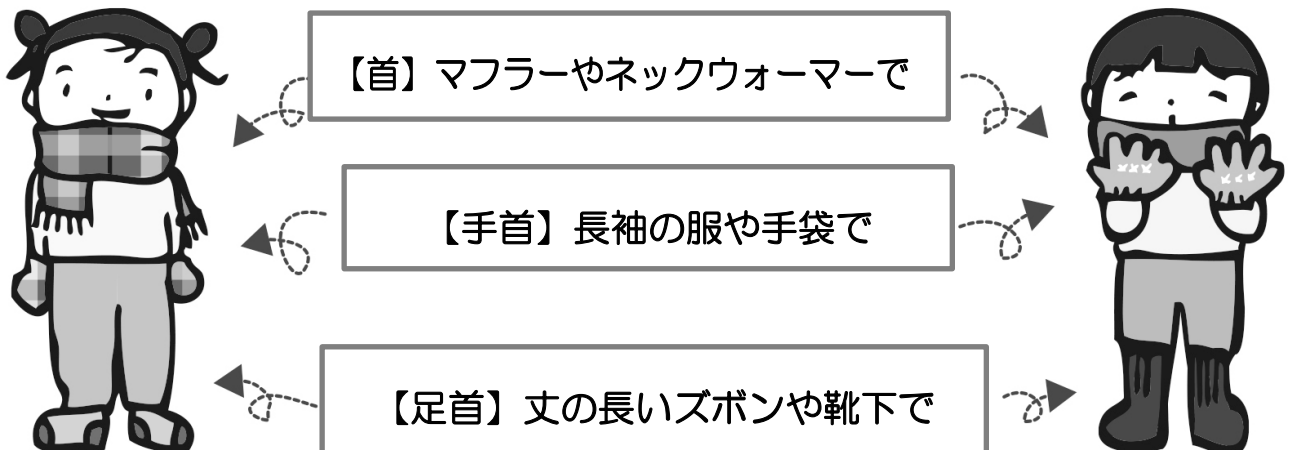 【首】マフラーやネックウォーマーで
【手首】長袖の服や手袋で
【足首】丈の長いズボンや靴下で